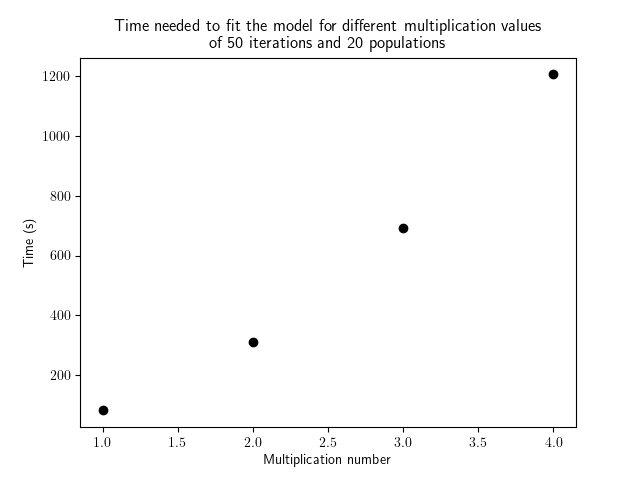 Time needed to fit the model for different multiplication values
of 50 iterations and 20 populations
1200
1000
800
600
400
200
Time (s)
1.0 1.5 2.0 2.5 3.0 3.5 4.0
Multiplication number